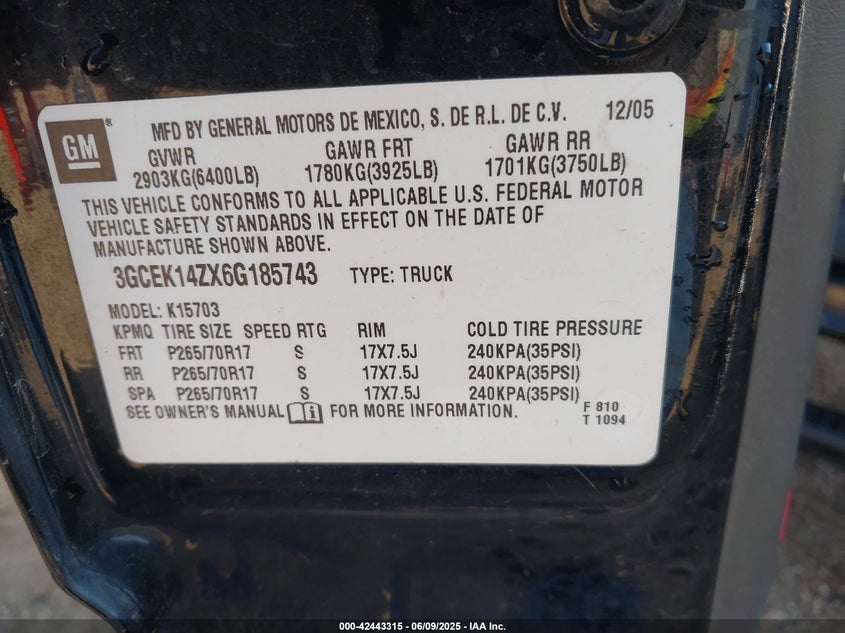 GM ®
MFD BY GENERAL MOTORS DE MEXICO, S. DE R.L. DE C.V. 12/05
GVWR GAWR FRT GAWR RR
2903KG(6400LB) 1780KG(3925LB) 1701KG(3750LB)
THIS VEHICLE CONFORMS TO ALL APPLICABLE U.S. FEDERAL MOTOR
VEHICLE SAFETY STANDARDS IN EFFECT ON THE DATE OF
MANUFACTURE SHOWN ABOVE.
3GCEK14ZX6G185743 TYPE: TRUCK
MODEL: K15703
KPMQ TIRE SIZE SPEED RTG RIM COLD TIRE PRESSURE
FRT P265/70R17 S 17X7.5J 240KPA(35PSI)
RR P265/70R17 S 17X7.5J 240KPA(35PSI)
SPA P265/70R17 S 17X7.5J 240KPA(35PSI)
SEE OWNER'S MANUAL i FOR MORE INFORMATION.
F 810
T 1094
000-42443315 | 06/09/2025 - IAA Inc.